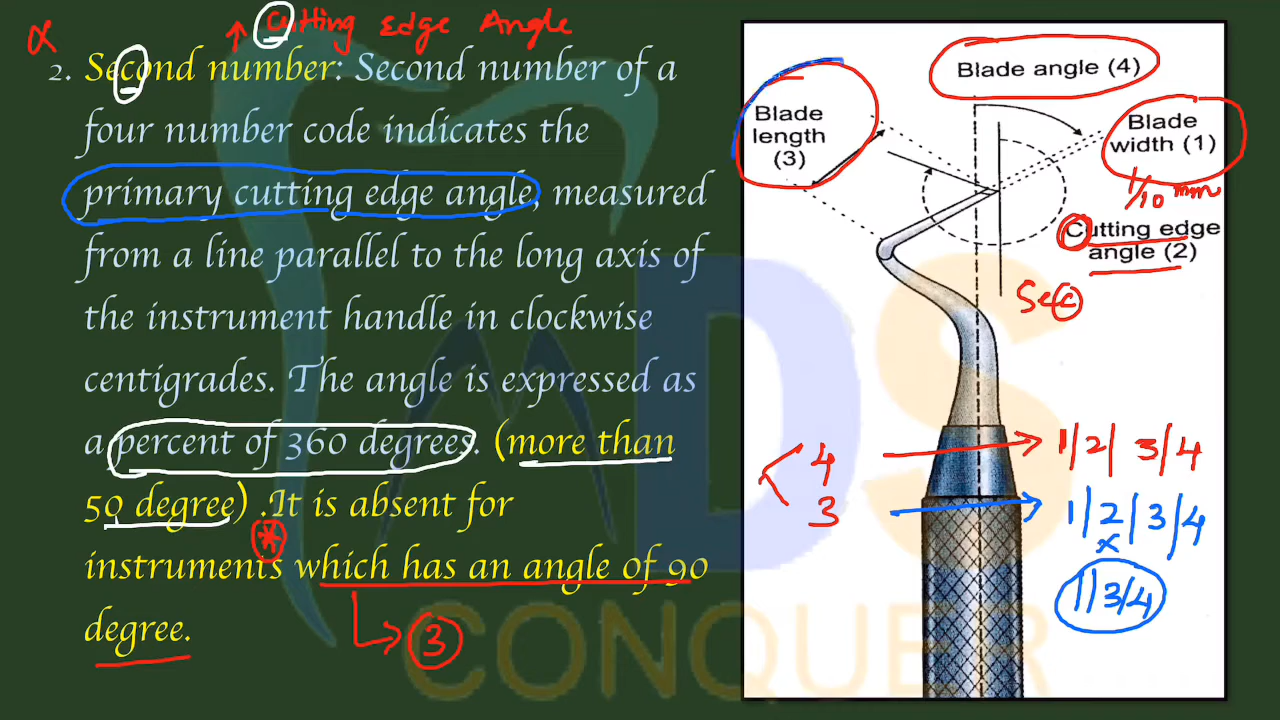 α ↑ Cutting Edge Angle
2. Second number: Second number of a
four number code indicates the
primary cutting edge angle, measured
from a line parallel to the long axis of
the instrument handle in clockwise
centigrades. The angle is expressed as
a percent of 360 degrees. (more than
50 degree) .It is absent for
*
instruments which has an angle of 90
degree.
→ 3
Blade angle (4)
Blade
length
(3)
Blade
width (1)
1/10 mm
Cutting edge
angle (2)
Sec
4
3
1/2/ 3/4
1/2/3/4
x
1/3/4
MDS
CONQUER